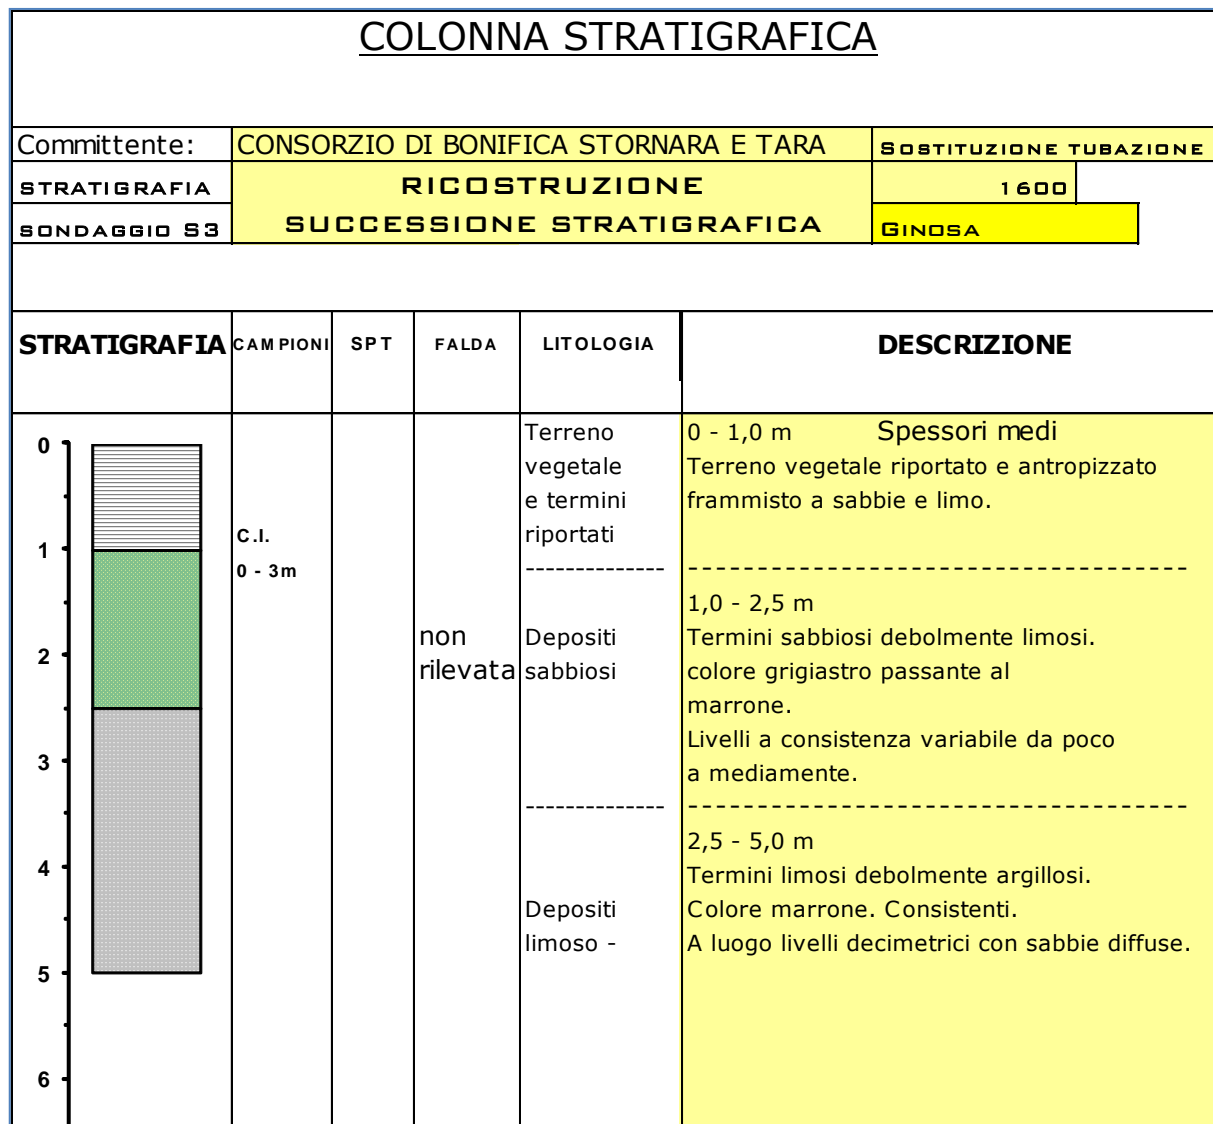 COLONNA STRATIGRAFICA
Committente: CONSORZIO DI BONIFICA STORNARA E TARA SOSTITUZIONE TUBAZIONE
STRATIGRAFIA RICOSTRUZIONE 1600
SONDAGGIO S3 SUCCESSIONE STRATIGRAFICA GINOSA
STRATIGRAFIA CAMPIONI SPT FALDA LITOLOGIA DESCRIZIONE
0
1
2
3
4
5
6
C.I.
0 - 3m
non
rilevata
Terreno
vegetale
e termini
riportati
--------------
Depositi
sabbiosi
--------------
Depositi
limoso -
0 - 1,0 m Spessori medi
Terreno vegetale riportato e antropizzato
frammisto a sabbie e limo.
------------------------------------
1,0 - 2,5 m
Termini sabbiosi debolmente limosi.
colore grigiastro passante al
marrone.
Livelli a consistenza variabile da poco
a mediamente.
------------------------------------
2,5 - 5,0 m
Termini limosi debolmente argillosi.
Colore marrone. Consistenti.
A luogo livelli decimetrici con sabbie diffuse.